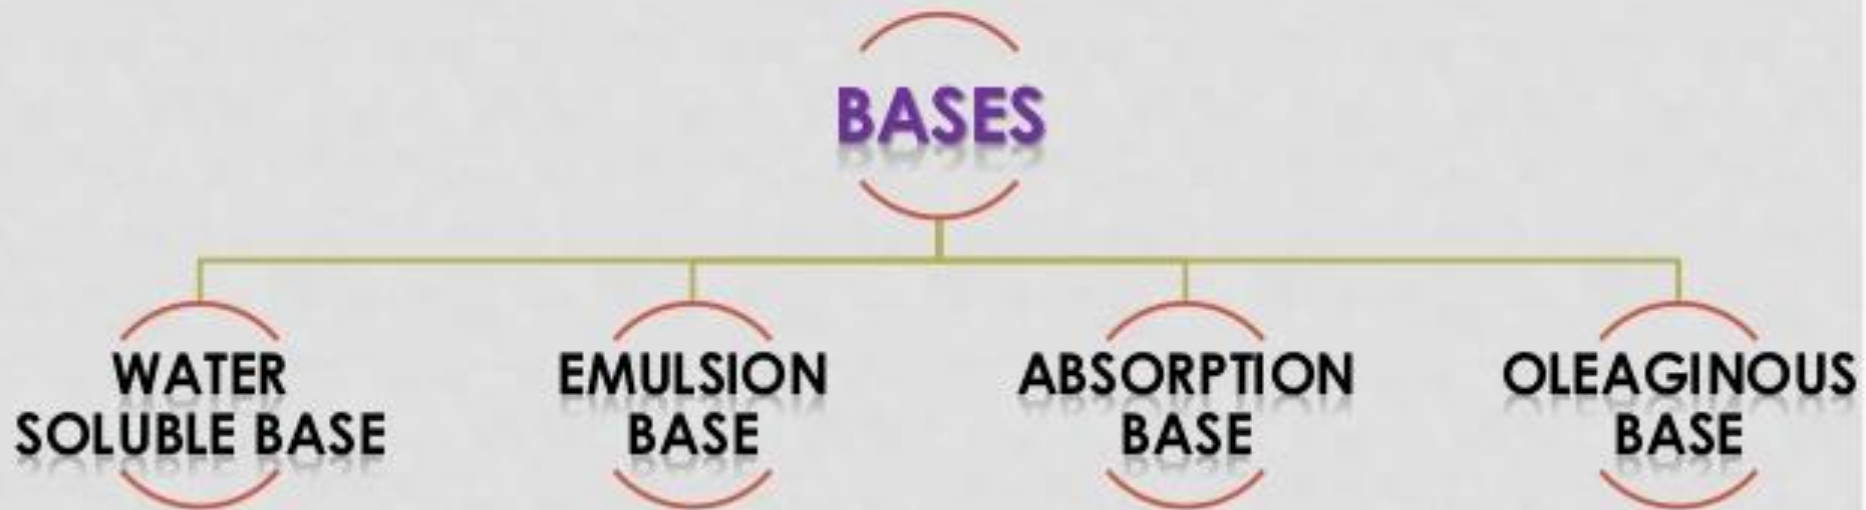 BASES
WATER
SOLUBLE BASE
EMULSION
BASE
ABSORPTION
BASE
OLEAGINOUS
BASE